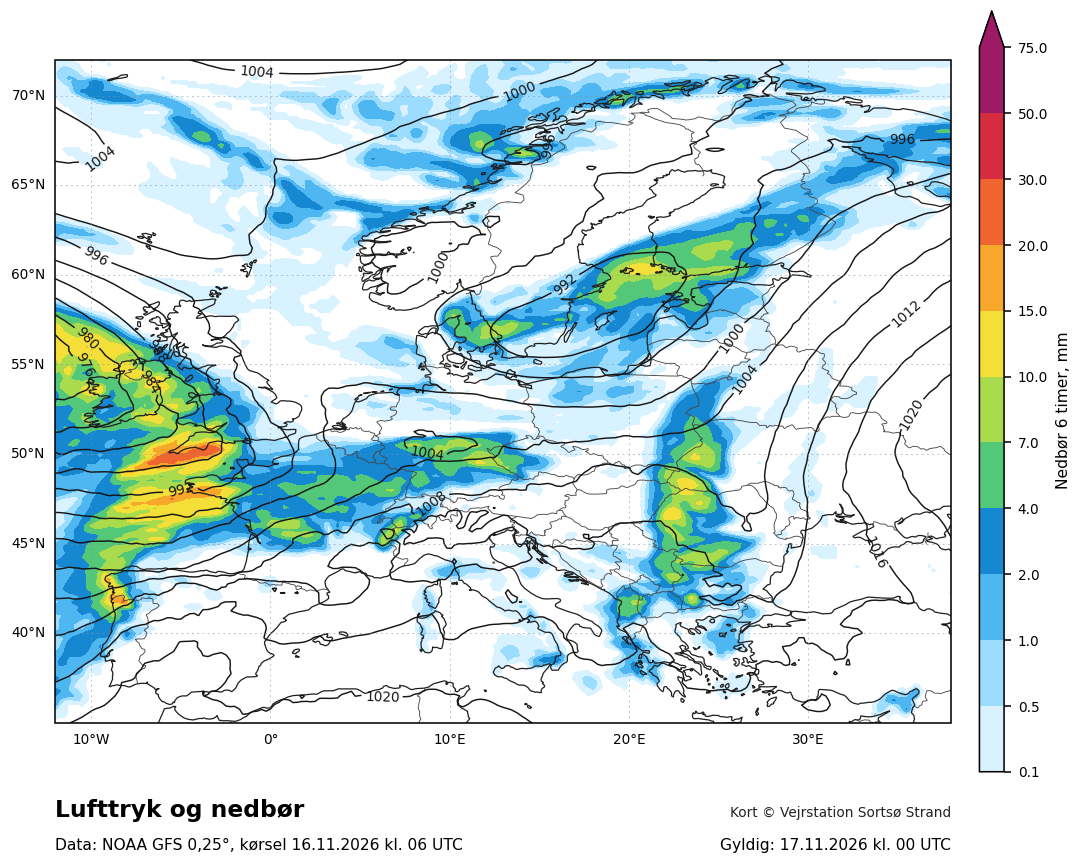 75.0
50.0
30.0
20.0
15.0
10.0
7.0
4.0
2.0
1.0
0.5
0.1
Nedbør 6 timer, mm
70°N
65°N
60°N
55°N
50°N
45°N
40°N
10°W
0°
10°E
20°E
30°E
1004
1000
996
1004
996
996
1000
992
1012
980
976
984
1000
1004
1020
1004
992
1008
1016
1020
Lufttryk og nedbør
Kort © Vejrstation Sortsø Strand
Data: NOAA GFS 0,25°, kørsel 16.11.2026 kl. 06 UTC
Gyldig: 17.11.2026 kl. 00 UTC